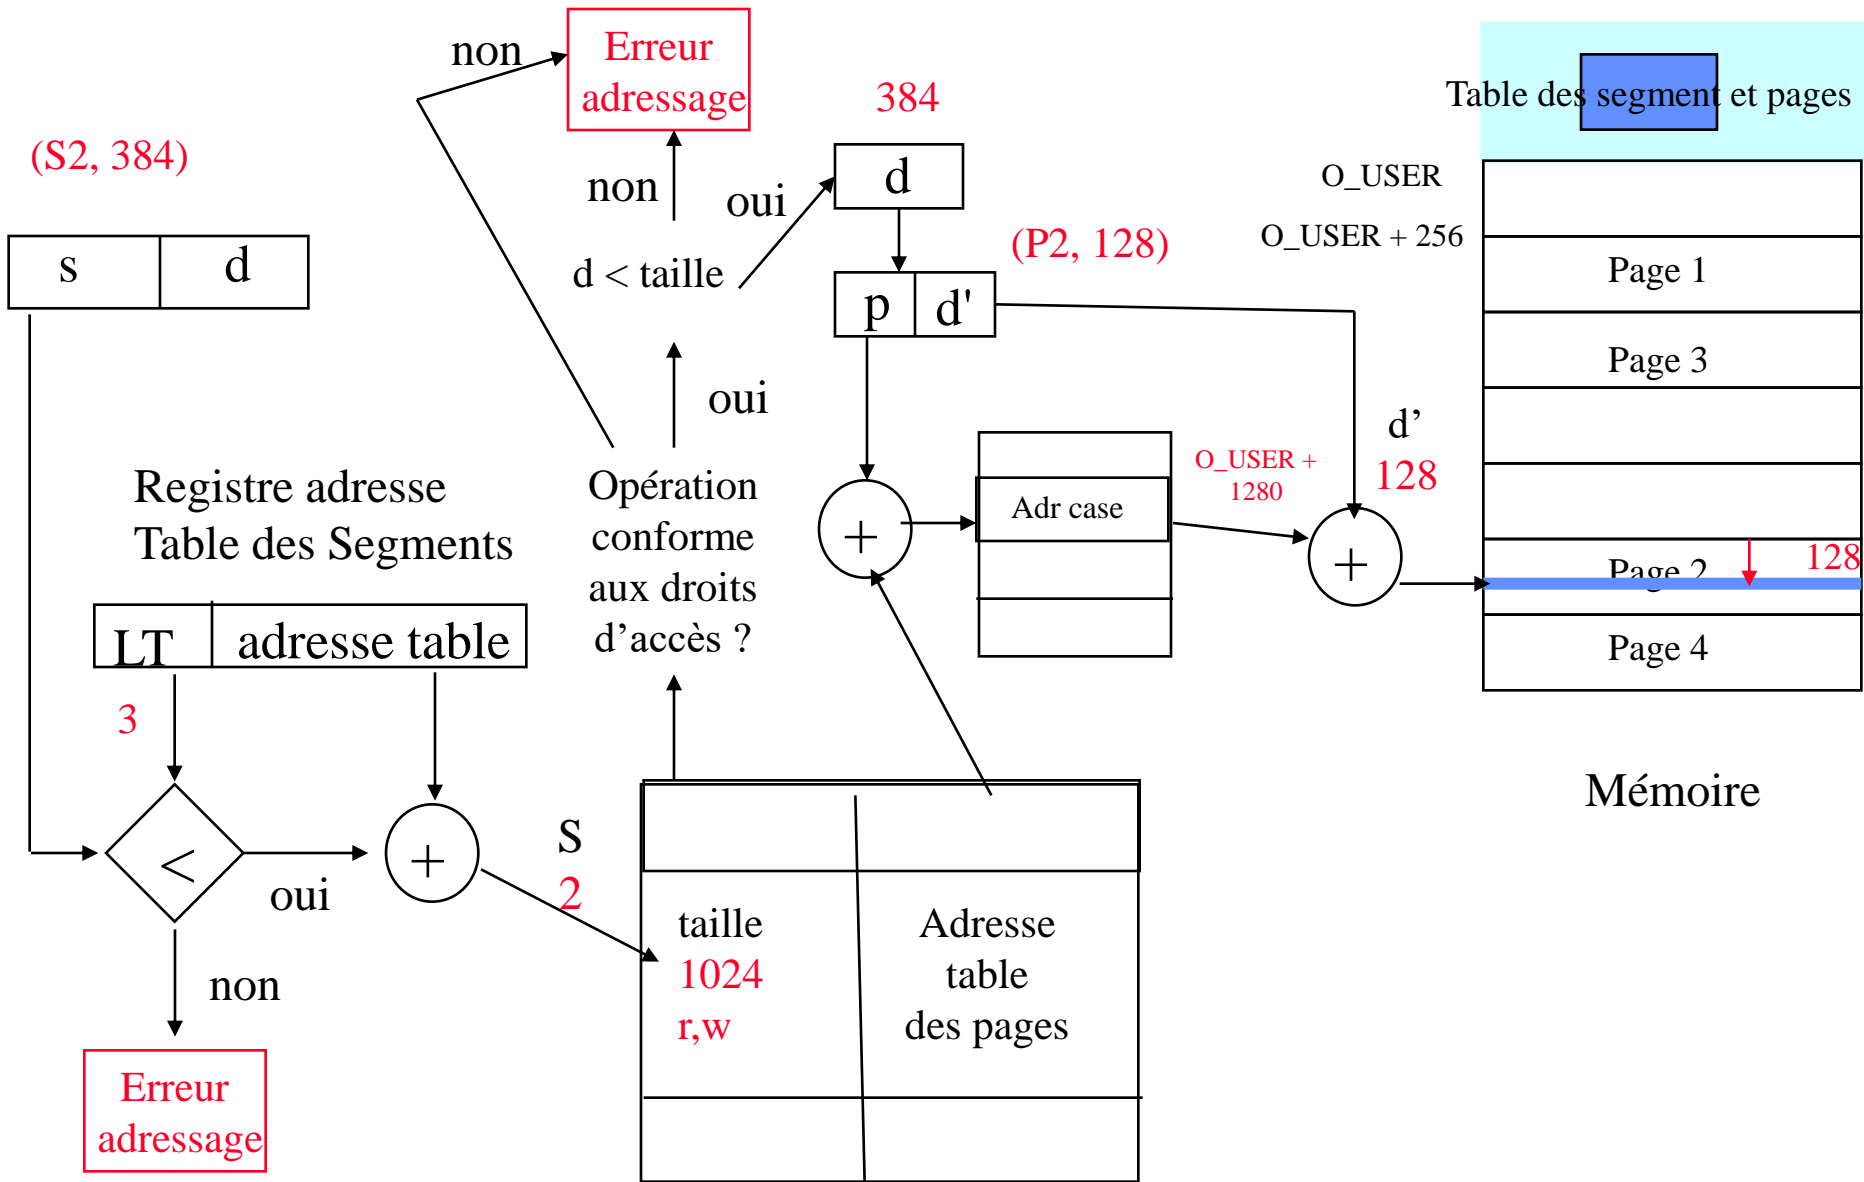 non
Erreur
adressage
384
Table des segment et pages
(S2, 384)
non
oui
d
O_USER
s
d
d < taille
(P2, 128)
O_USER + 256
Page 1
p
d'
Page 3
oui
d’
128
Registre adresse
Table des Segments
Opération
conforme
aux droits
d’accès ?
+
Adr case
O_USER +
1280
+
Page 2
128
LT
adresse table
Page 4
3
Mémoire
<
oui
+
S
2
taille
1024
r,w
Adresse
table
des pages
non
Erreur
adressage